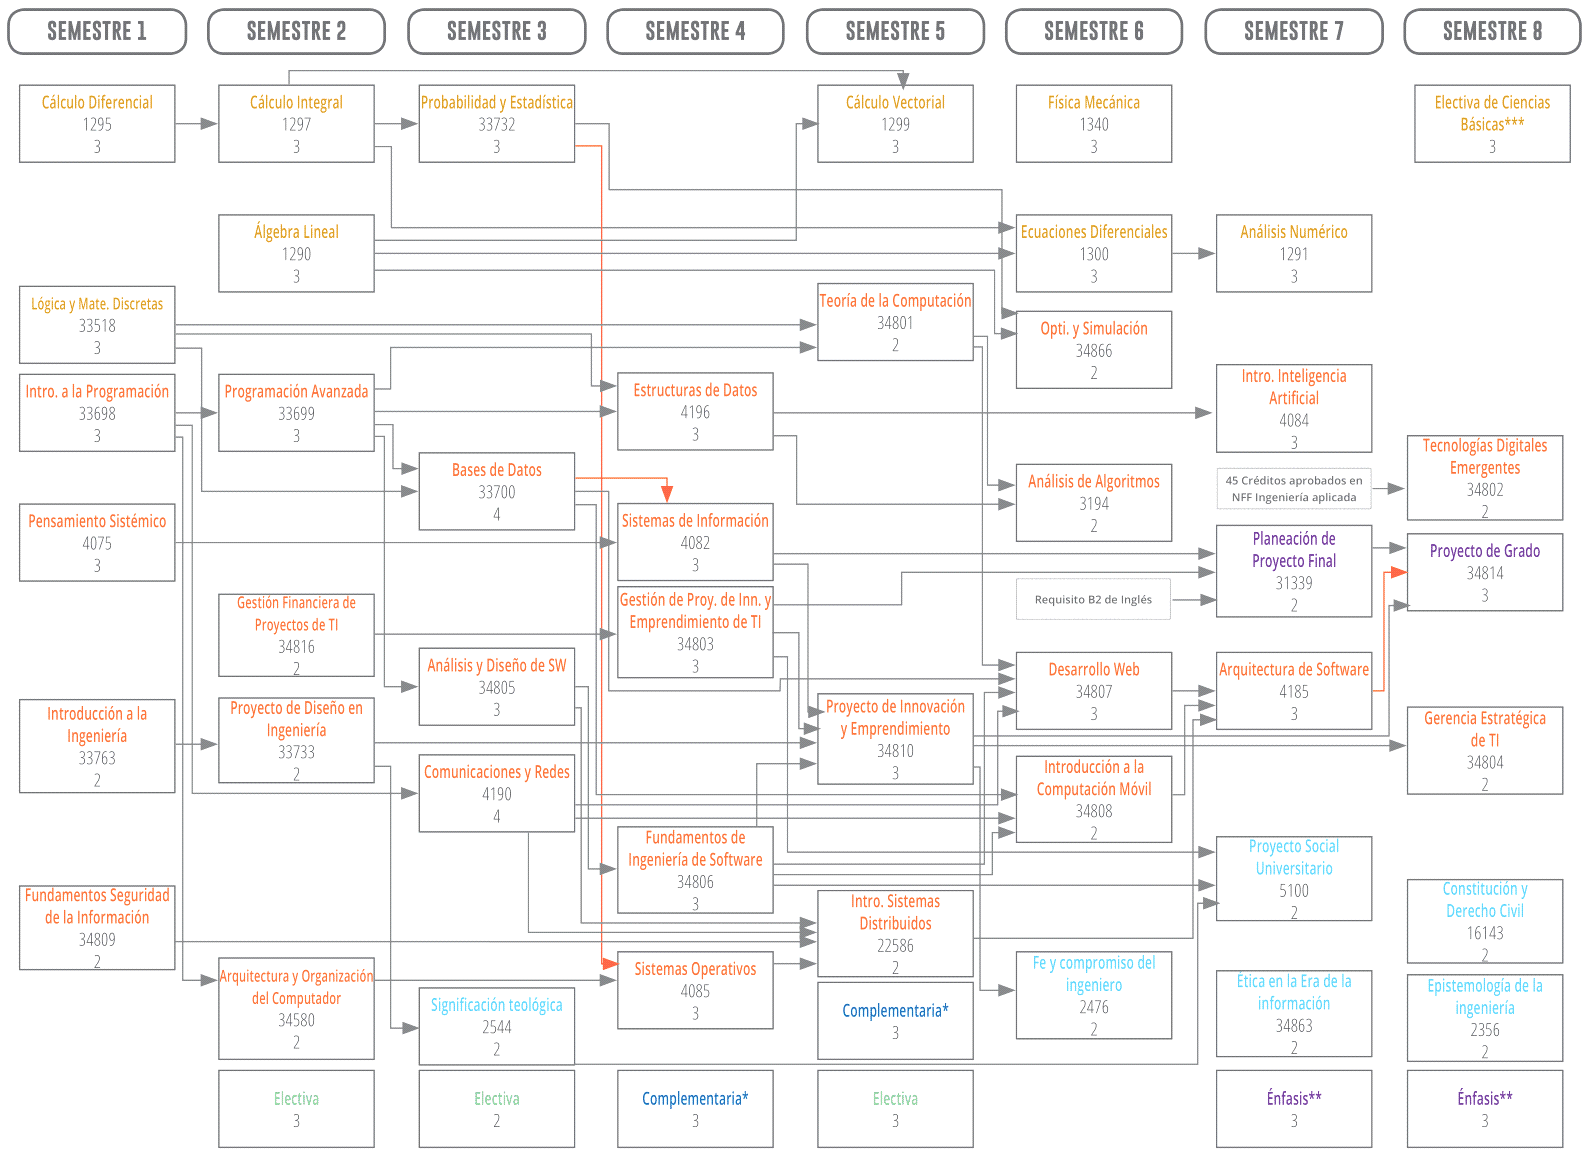 SEMESTRE 1
SEMESTRE 2
SEMESTRE 3
SEMESTRE 4
SEMESTRE 5
SEMESTRE 6
SEMESTRE 7
SEMESTRE 8
Cálculo Diferencial
1295
3
Lógica y Mate. Discretas
33518
3
Intro. a la Programación
33698
3
Pensamiento Sistémico
4075
3
Introducción a la
Ingeniería
33763
2
Fundamentos Seguridad
de la Información
34809
2
Cálculo Integral
1297
3
Álgebra Lineal
1290
3
Programación Avanzada
33699
3
Gestión Financiera de
Proyectos de TI
34816
2
Proyecto de Diseño en
Ingeniería
33733
2
Arquitectura y Organización
del Computador
34580
2
Electiva
3
Probabilidad y Estadística
33732
3
Bases de Datos
33700
4
Análisis y Diseño de SW
34805
3
Comunicaciones y Redes
4190
4
Significación teológica
2544
2
Electiva
2
Estructuras de Datos
4196
3
Sistemas de Información
4082
3
Gestión de Proy. de Inn. y
Emprendimiento de TI
34803
3
Fundamentos de
Ingeniería de Software
34806
3
Sistemas Operativos
4085
3
Complementaria*
3
Cálculo Vectorial
1299
3
Teoría de la Computación
34801
2
Proyecto de Innovación
y Emprendimiento
34810
3
Intro. Sistemas
Distribuidos
22586
2
Complementaria*
3
Electiva
3
Física Mecánica
1340
3
Ecuaciones Diferenciales
1300
3
Opti. y Simulación
34866
2
Análisis de Algoritmos
3194
2
Requisito B2 de Inglés
Desarrollo Web
34807
3
Introducción a la
Computación Móvil
34808
2
Fe y compromiso del
ingeniero
2476
2
Análisis Numérico
1291
3
Intro. Inteligencia
Artificial
4084
3
45 Créditos aprobados en
NFF Ingeniería aplicada
Planeación de
Proyecto Final
31339
2
Arquitectura de Software
4185
3
Proyecto Social
Universitario
5100
2
Ética en la Era de la
información
34863
2
Énfasis**
3
Electiva de Ciencias
Básicas***
3
Tecnologías Digitales
Emergentes
34802
2
Proyecto de Grado
34814
3
Gerencia Estratégica
de TI
34804
2
Constitución y
Derecho Civil
16143
2
Epistemología de la
ingeniería
2356
2
Énfasis**
3